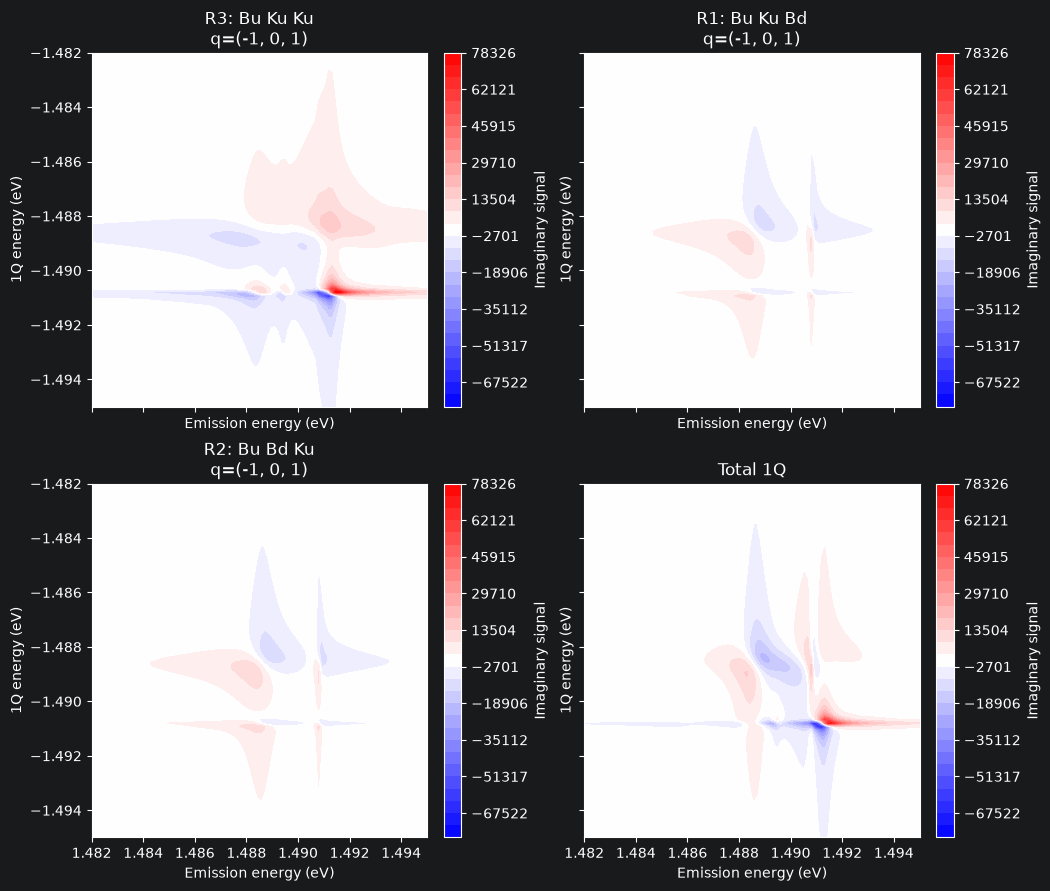 R3: Bu Ku Ku
q=(-1, 0, 1)
−1.482
−1.484
−1.486
−1.488
−1.490
−1.492
−1.494
1Q energy (eV)
Emission energy (eV)
78326
62121
45915
29710
13504
−2701
−18906
−35112
−51317
−67522
Imaginary signal
R1: Bu Ku Bd
q=(-1, 0, 1)
1Q energy (eV)
Emission energy (eV)
78326
62121
45915
29710
13504
−2701
−18906
−35112
−51317
−67522
Imaginary signal
R2: Bu Bd Ku
q=(-1, 0, 1)
−1.482
−1.484
−1.486
−1.488
−1.490
−1.492
−1.494
1Q energy (eV)
1.482 1.484 1.486 1.488 1.490 1.492 1.494
Emission energy (eV)
78326
62121
45915
29710
13504
−2701
−18906
−35112
−51317
−67522
Imaginary signal
Total 1Q
1Q energy (eV)
1.482 1.484 1.486 1.488 1.490 1.492 1.494
Emission energy (eV)
78326
62121
45915
29710
13504
−2701
−18906
−35112
−51317
−67522
Imaginary signal